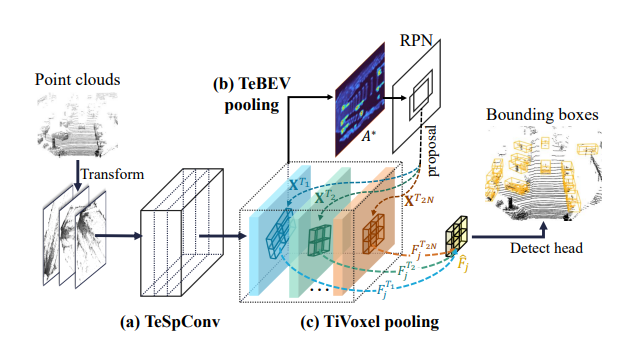 Point clouds
Transform
(a) TeSpConv
(b) TeBEV
pooling
A*
RPN
proposal
X^{T_1}
X^{T_2}
X^{T_{2N}}
F_j^{T_{2N}}
F_j^{T_2}
F_j^{T_1}
...
(c) TiVoxel pooling
F̂_j
Detect head
Bounding boxes